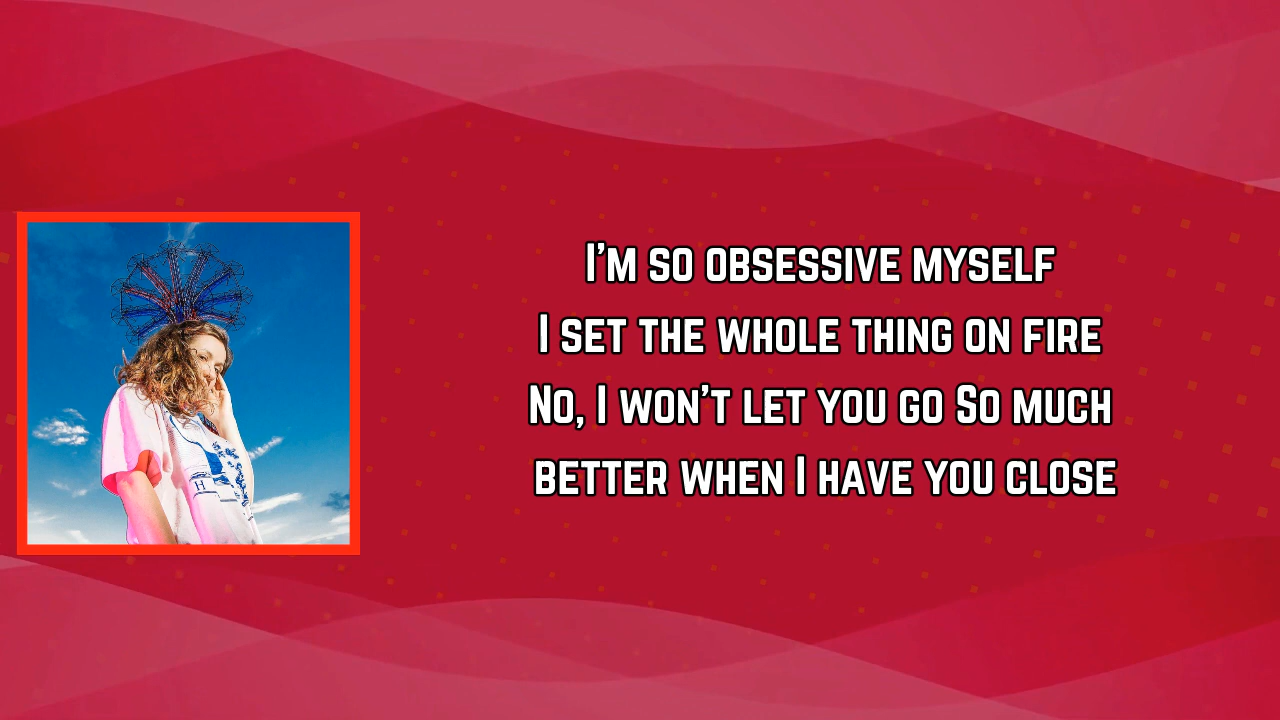 I'm so obsessive myself
I set the whole thing on fire
No, I won't let you go So much
better when I have you close